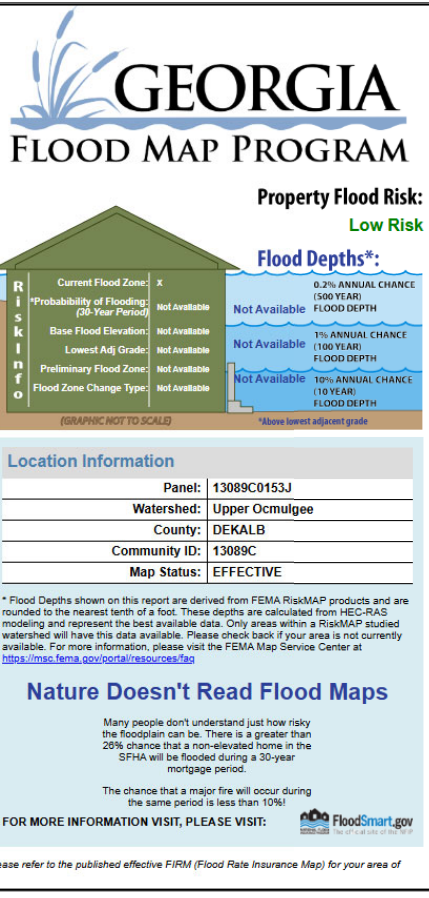 GEORGIA
FLOOD MAP PROGRAM
Property Flood Risk:
Low Risk
Flood Depths*:
Risk Info
Current Flood Zone: X
*Probability of Flooding: Not Available
(30-Year Period)
Base Flood Elevation: Not Available
Lowest Adj Grade: Not Available
Preliminary Flood Zone: Not Available
Flood Zone Change Type: Not Available
0.2% ANNUAL CHANCE
(500 YEAR)
Not Available FLOOD DEPTH
1% ANNUAL CHANCE
Not Available (100 YEAR)
FLOOD DEPTH
Not Available 10% ANNUAL CHANCE
(10 YEAR)
FLOOD DEPTH
(GRAPHIC NOT TO SCALE)
*Above lowest adjacent grade
Location Information
Panel: 13089C0153J
Watershed: Upper Ocmulgee
County: DEKALB
Community ID: 13089C
Map Status: EFFECTIVE
* Flood Depths shown on this report are derived from FEMA RiskMAP products and are
rounded to the nearest tenth of a foot. These depths are calculated from HEC-RAS
modeling and represent the best available data. Only areas within a RiskMAP studied
watershed will have this data available. Please check back if your area is not currently
available. For more information, please visit the FEMA Map Service Center at
https://msc.fema.gov/portal/resources/faq
Nature Doesn't Read Flood Maps
Many people don't understand just how risky
the floodplain can be. There is a greater than
26% chance that a non-elevated home in the
SFHA will be flooded during a 30-year
mortgage period.
The chance that a major fire will occur during
the same period is less than 10%!
FOR MORE INFORMATION VISIT, PLEASE VISIT:
FloodSmart.gov
The official site of the NFIP
ease refer to the published effective FIRM (Flood Rate Insurance Map) for your area of